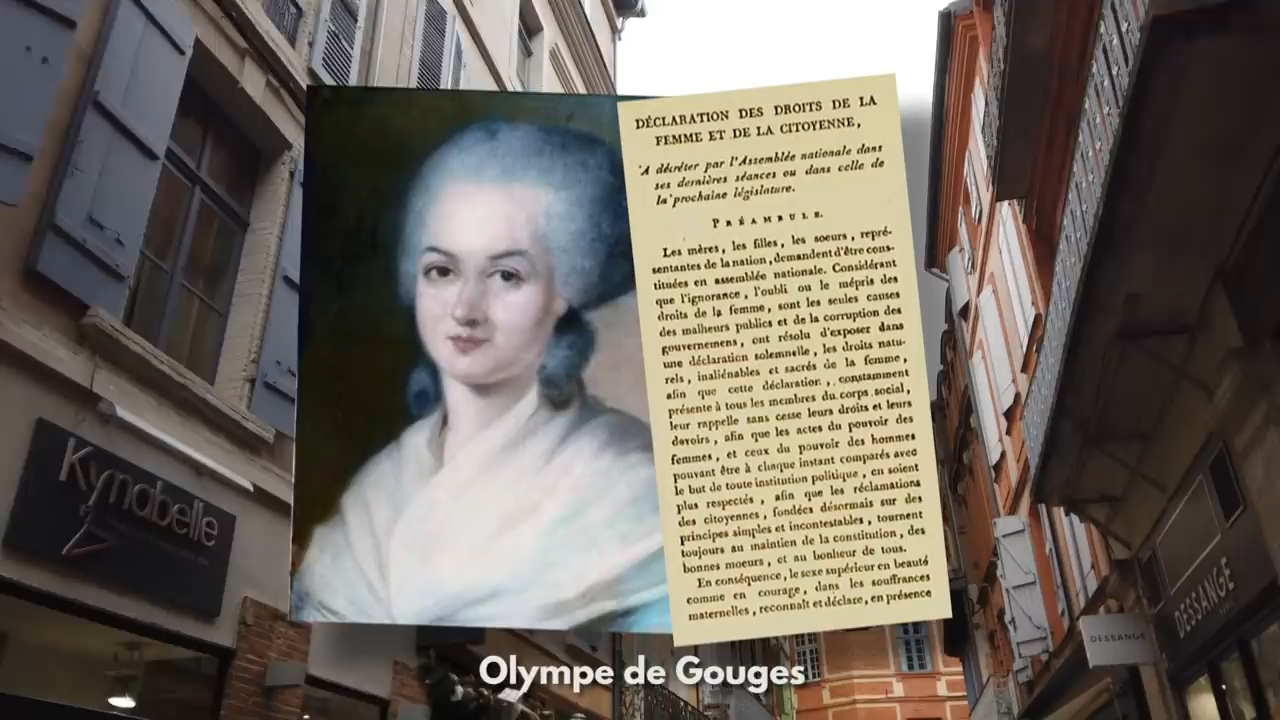 DÉCLARATION DES DROITS DE LA
FEMME ET DE LA CITOYENNE,
A décréter par l'Assemblée nationale dans
ses dernières séances ou dans celle de
la prochaine législature.
PRÉAMBULE.
Les mères, les filles, les soeurs, repré-
sentantes de la nation, demandent d'être cons-
tituées en assemblée nationale. Considérant
que l'ignorance, l'oubli ou le mépris des
droits de la femme, sont les seules causes
des malheurs publics et de la corruption des
gouvernemens, ont résolu d'exposer dans
une déclaration solemnelle, les droits natu-
rels, inaliénables et sacrés de la femme,
afin que cette déclaration, constamment
présente à tous les membres du corps social,
leur rappelle sans cesse leurs droits et leurs
devoirs, afin que les actes du pouvoir des
femmes, et ceux du pouvoir des hommes
pouvant être à chaque instant comparés avec
le but de toute institution politique, en soient
plus respectés, afin que les réclamations
des citoyennes, fondées désormais sur des
principes simples et incontestables, tournent
toujours au maintien de la constitution, des
bonnes moeurs, et au bonheur de tous.
En conséquence, le sexe supérieur en beauté
comme en courage, dans les souffrances
maternelles, reconnaît et déclare, en présence
Kynabelle
DESSANGE
DESSANGE
Olympe de Gouges